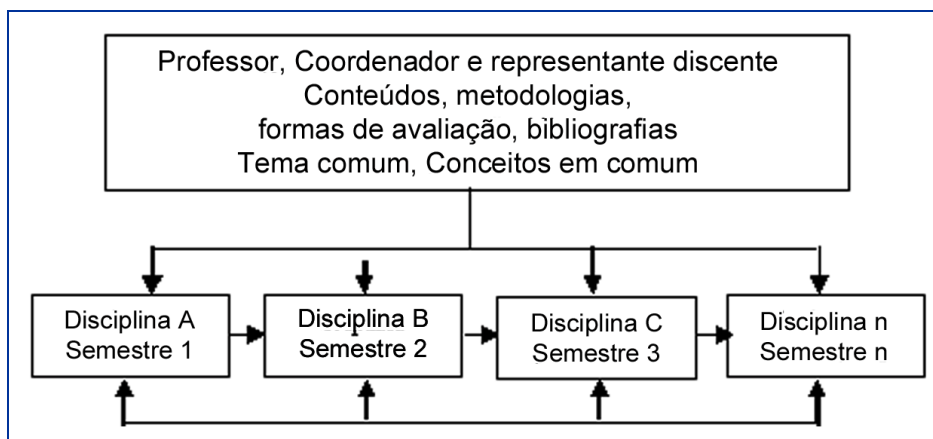 Professor, Coordenador e representante discente
Conteúdos, metodologias,
formas de avaliação, bibliografias
Tema comum, Conceitos em comum
Disciplina A
Semestre 1
Disciplina B
Semestre 2
Disciplina C
Semestre 3
Disciplina n
Semestre n